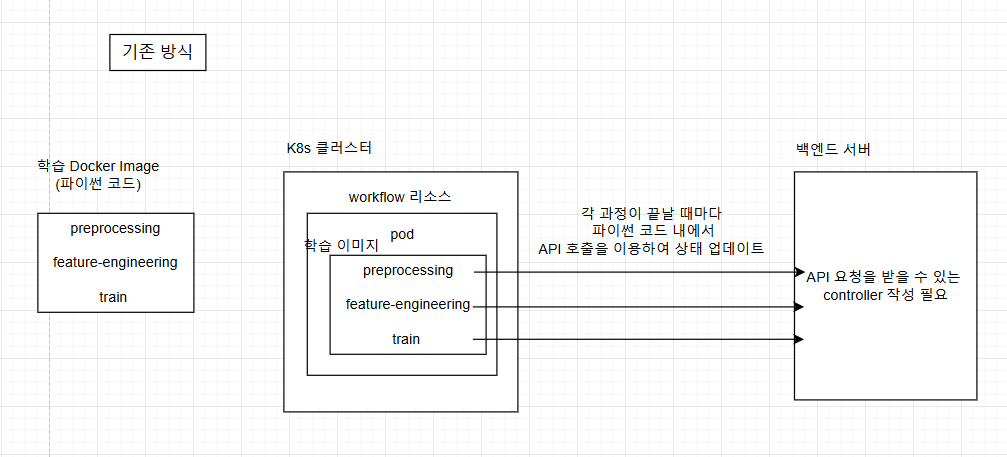 기존 방식
학습 Docker Image
(파이썬 코드)
preprocessing
feature-engineering
train
K8s 클러스터
workflow 리소스
pod
학습 이미지
preprocessing
feature-engineering
train
각 과정이 끝날 때마다
파이썬 코드 내에서
API 호출을 이용하여 상태 업데이트
백엔드 서버
API 요청을 받을 수 있는
controller 작성 필요